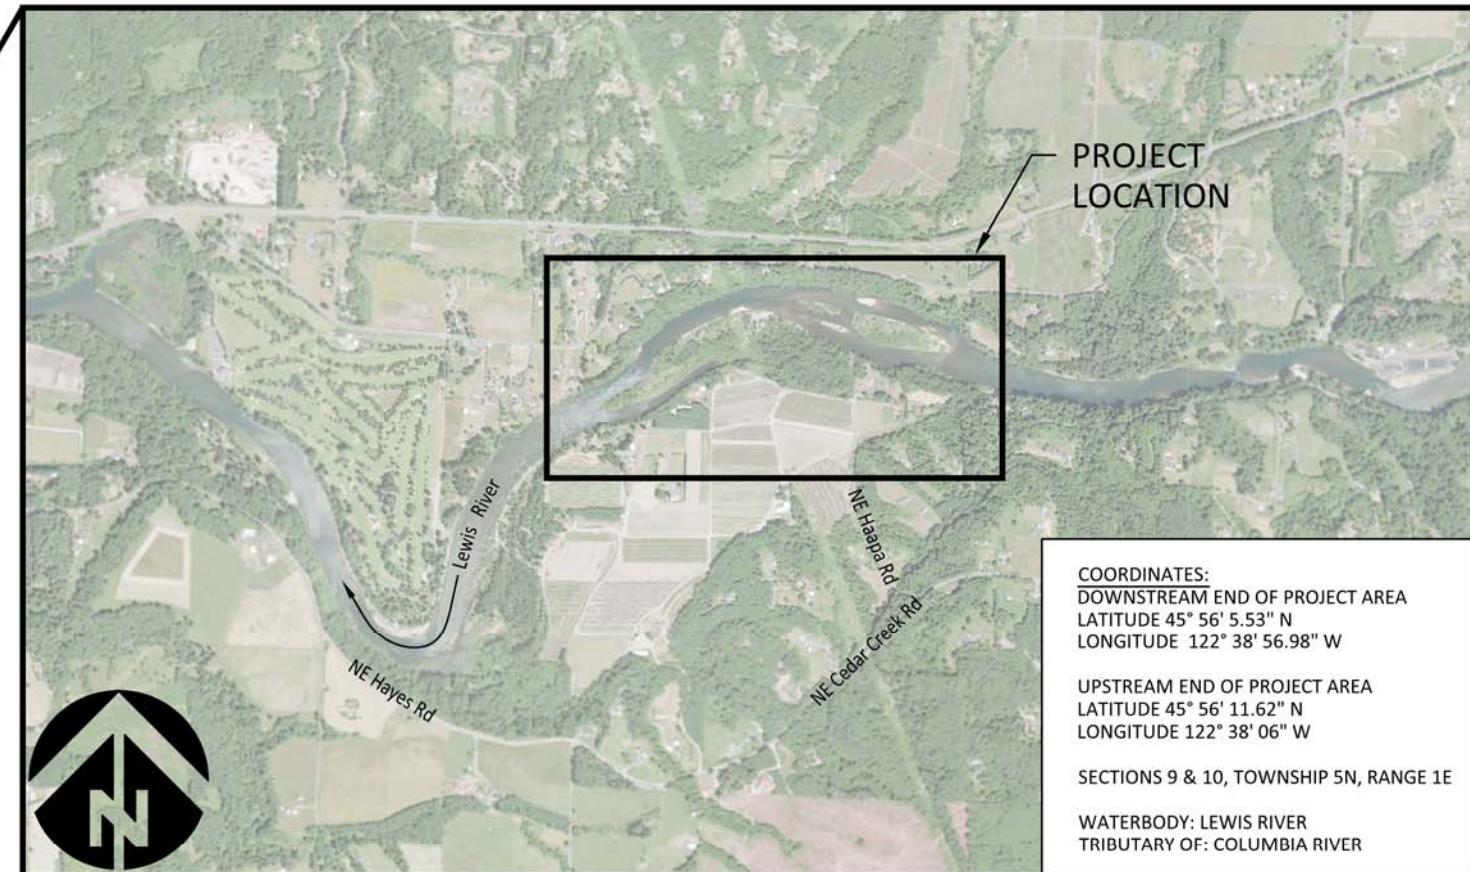 PROJECT
LOCATION
Lewis River
NE Haapa Rd
NE Cedar Creek Rd
NE Hayes Rd
N
COORDINATES:
DOWNSTREAM END OF PROJECT AREA
LATITUDE 45° 56' 5.53" N
LONGITUDE 122° 38' 56.98" W
UPSTREAM END OF PROJECT AREA
LATITUDE 45° 56' 11.62" N
LONGITUDE 122° 38' 06" W
SECTIONS 9 & 10, TOWNSHIP 5N, RANGE 1E
WATERBODY: LEWIS RIVER
TRIBUTARY OF: COLUMBIA RIVER